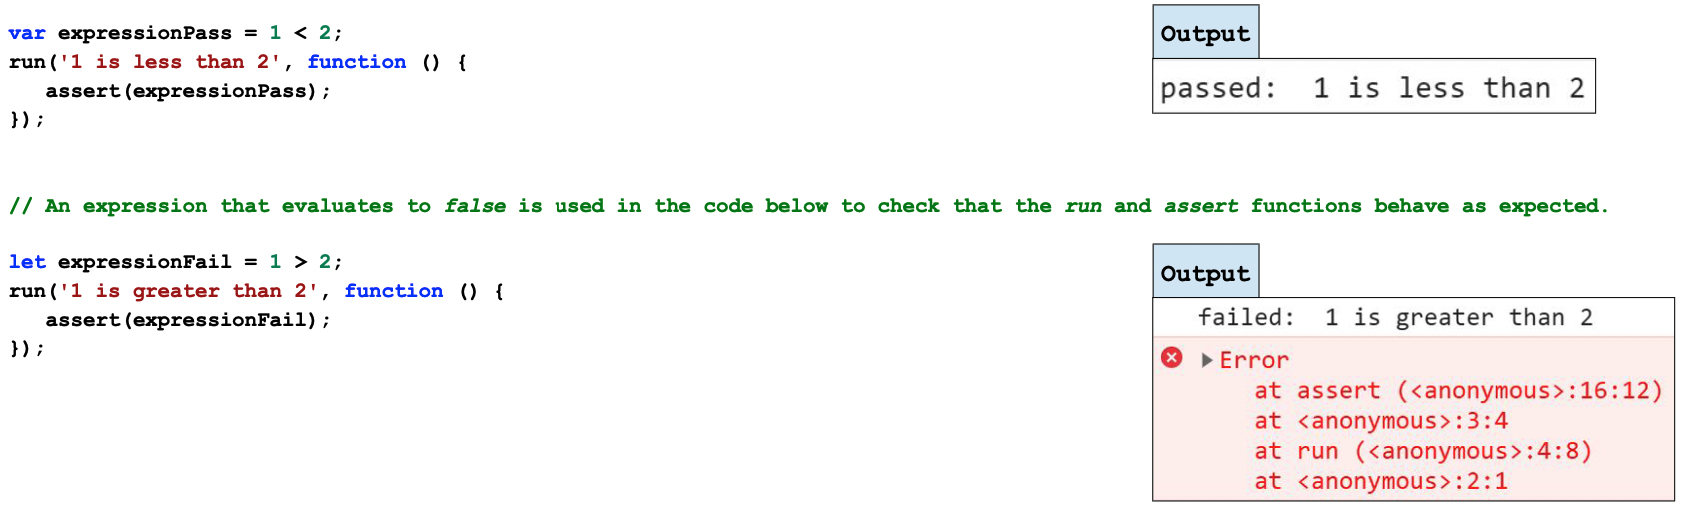 var expressionPass = 1 < 2;
run('1 is less than 2', function () {
   assert(expressionPass);
});
Output
passed:  1 is less than 2
// An expression that evaluates to false is used in the code below to check that the run and assert functions behave as expected.
let expressionFail = 1 > 2;
run('1 is greater than 2', function () {
   assert(expressionFail);
});
Output
failed:  1 is greater than 2
Error
at assert (<anonymous>:16:12)
at <anonymous>:3:4
at run (<anonymous>:4:8)
at <anonymous>:2:1